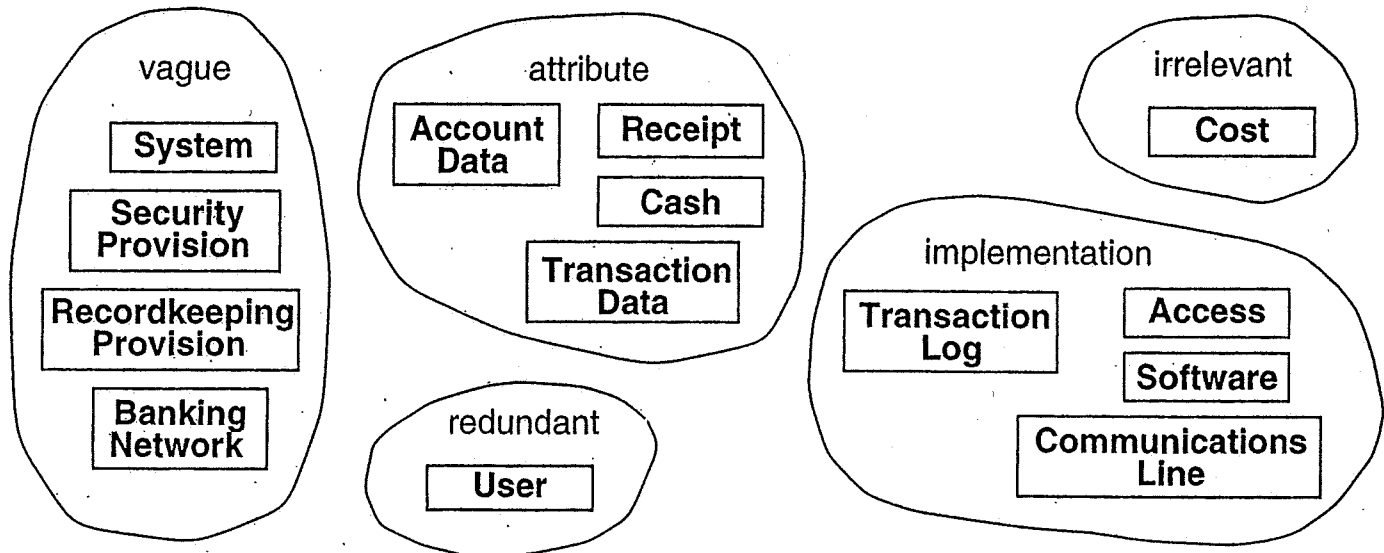 vague
System
Security
Provision
Recordkeeping
Provision
Banking
Network
attribute
Account
Data
Receipt
Cash
Transaction
Data
redundant
User
irrelevant
Cost
implementation
Transaction
Log
Access
Software
Communications
Line